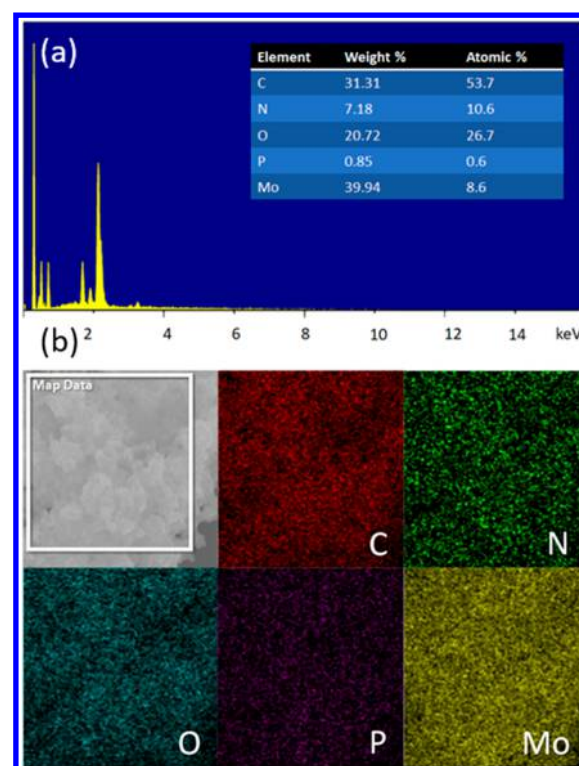 (a)
Element Weight % Atomic %
C 31.31 53.7
N 7.18 10.6
O 20.72 26.7
P 0.85 0.6
Mo 39.94 8.6
2 4 6 8 10 12 14 keV
(b)
Map Data
C
N
O
P
Mo